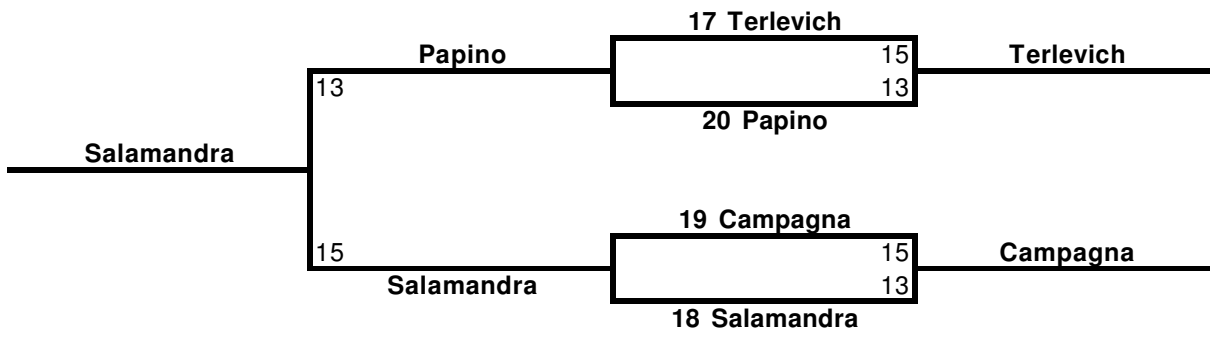 17 Terlevich
Papino
15
Terlevich
13
13
20 Papino
Salamandra
19 Campagna
15
15
Campagna
Salamandra
13
18 Salamandra